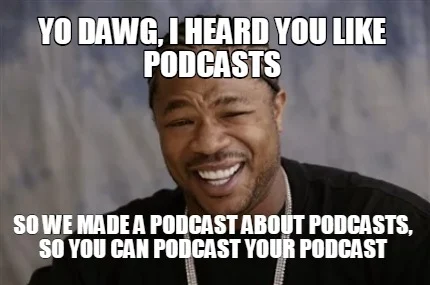 YO DAWG, I HEARD YOU LIKE
PODCASTS
SO WE MADE A PODCAST ABOUT PODCASTS,
SO YOU CAN PODCAST YOUR PODCAST